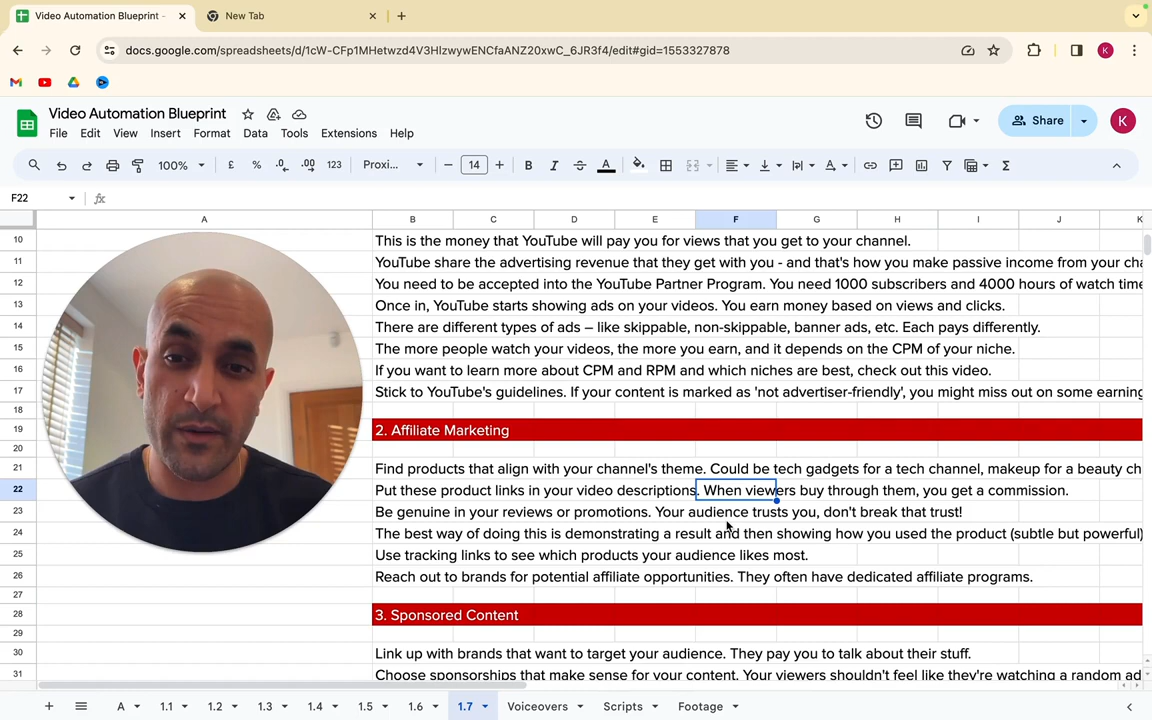 Video Automation Blueprint -
New Tab
docs.google.com/spreadsheets/d/1cW-CFp1MHetwzd4V3HlzwywENCfaANZ20xwC_6JR3f4/edit#gid=1553327878
K
Video Automation Blueprint
File Edit View Insert Format Data Tools Extensions Help
Share
K
100% £ % .0 .00 123 Proxi... 14 B I S A Σ
F22 fx
A B C D E F G H I J K
10 This is the money that YouTube will pay you for views that you get to your channel.
11 YouTube share the advertising revenue that they get with you - and that's how you make passive income from your cha
12 You need to be accepted into the YouTube Partner Program. You need 1000 subscribers and 4000 hours of watch time
13 Once in, YouTube starts showing ads on your videos. You earn money based on views and clicks.
14 There are different types of ads – like skippable, non-skippable, banner ads, etc. Each pays differently.
15 The more people watch your videos, the more you earn, and it depends on the CPM of your niche.
16 If you want to learn more about CPM and RPM and which niches are best, check out this video.
17 Stick to YouTube's guidelines. If your content is marked as 'not advertiser-friendly', you might miss out on some earning
18
19 2. Affiliate Marketing
20
21 Find products that align with your channel's theme. Could be tech gadgets for a tech channel, makeup for a beauty ch
22 Put these product links in your video descriptions. When viewers buy through them, you get a commission.
23 Be genuine in your reviews or promotions. Your audience trusts you, don't break that trust!
24 The best way of doing this is demonstrating a result and then showing how you used the product (subtle but powerful)
25 Use tracking links to see which products your audience likes most.
26 Reach out to brands for potential affiliate opportunities. They often have dedicated affiliate programs.
27
28 3. Sponsored Content
29
30 Link up with brands that want to target your audience. They pay you to talk about their stuff.
31 Choose sponsorships that make sense for your content. Your viewers shouldn't feel like they're watching a random ad
A 1.1 1.2 1.3 1.4 1.5 1.6 1.7 Voiceovers Scripts Footage